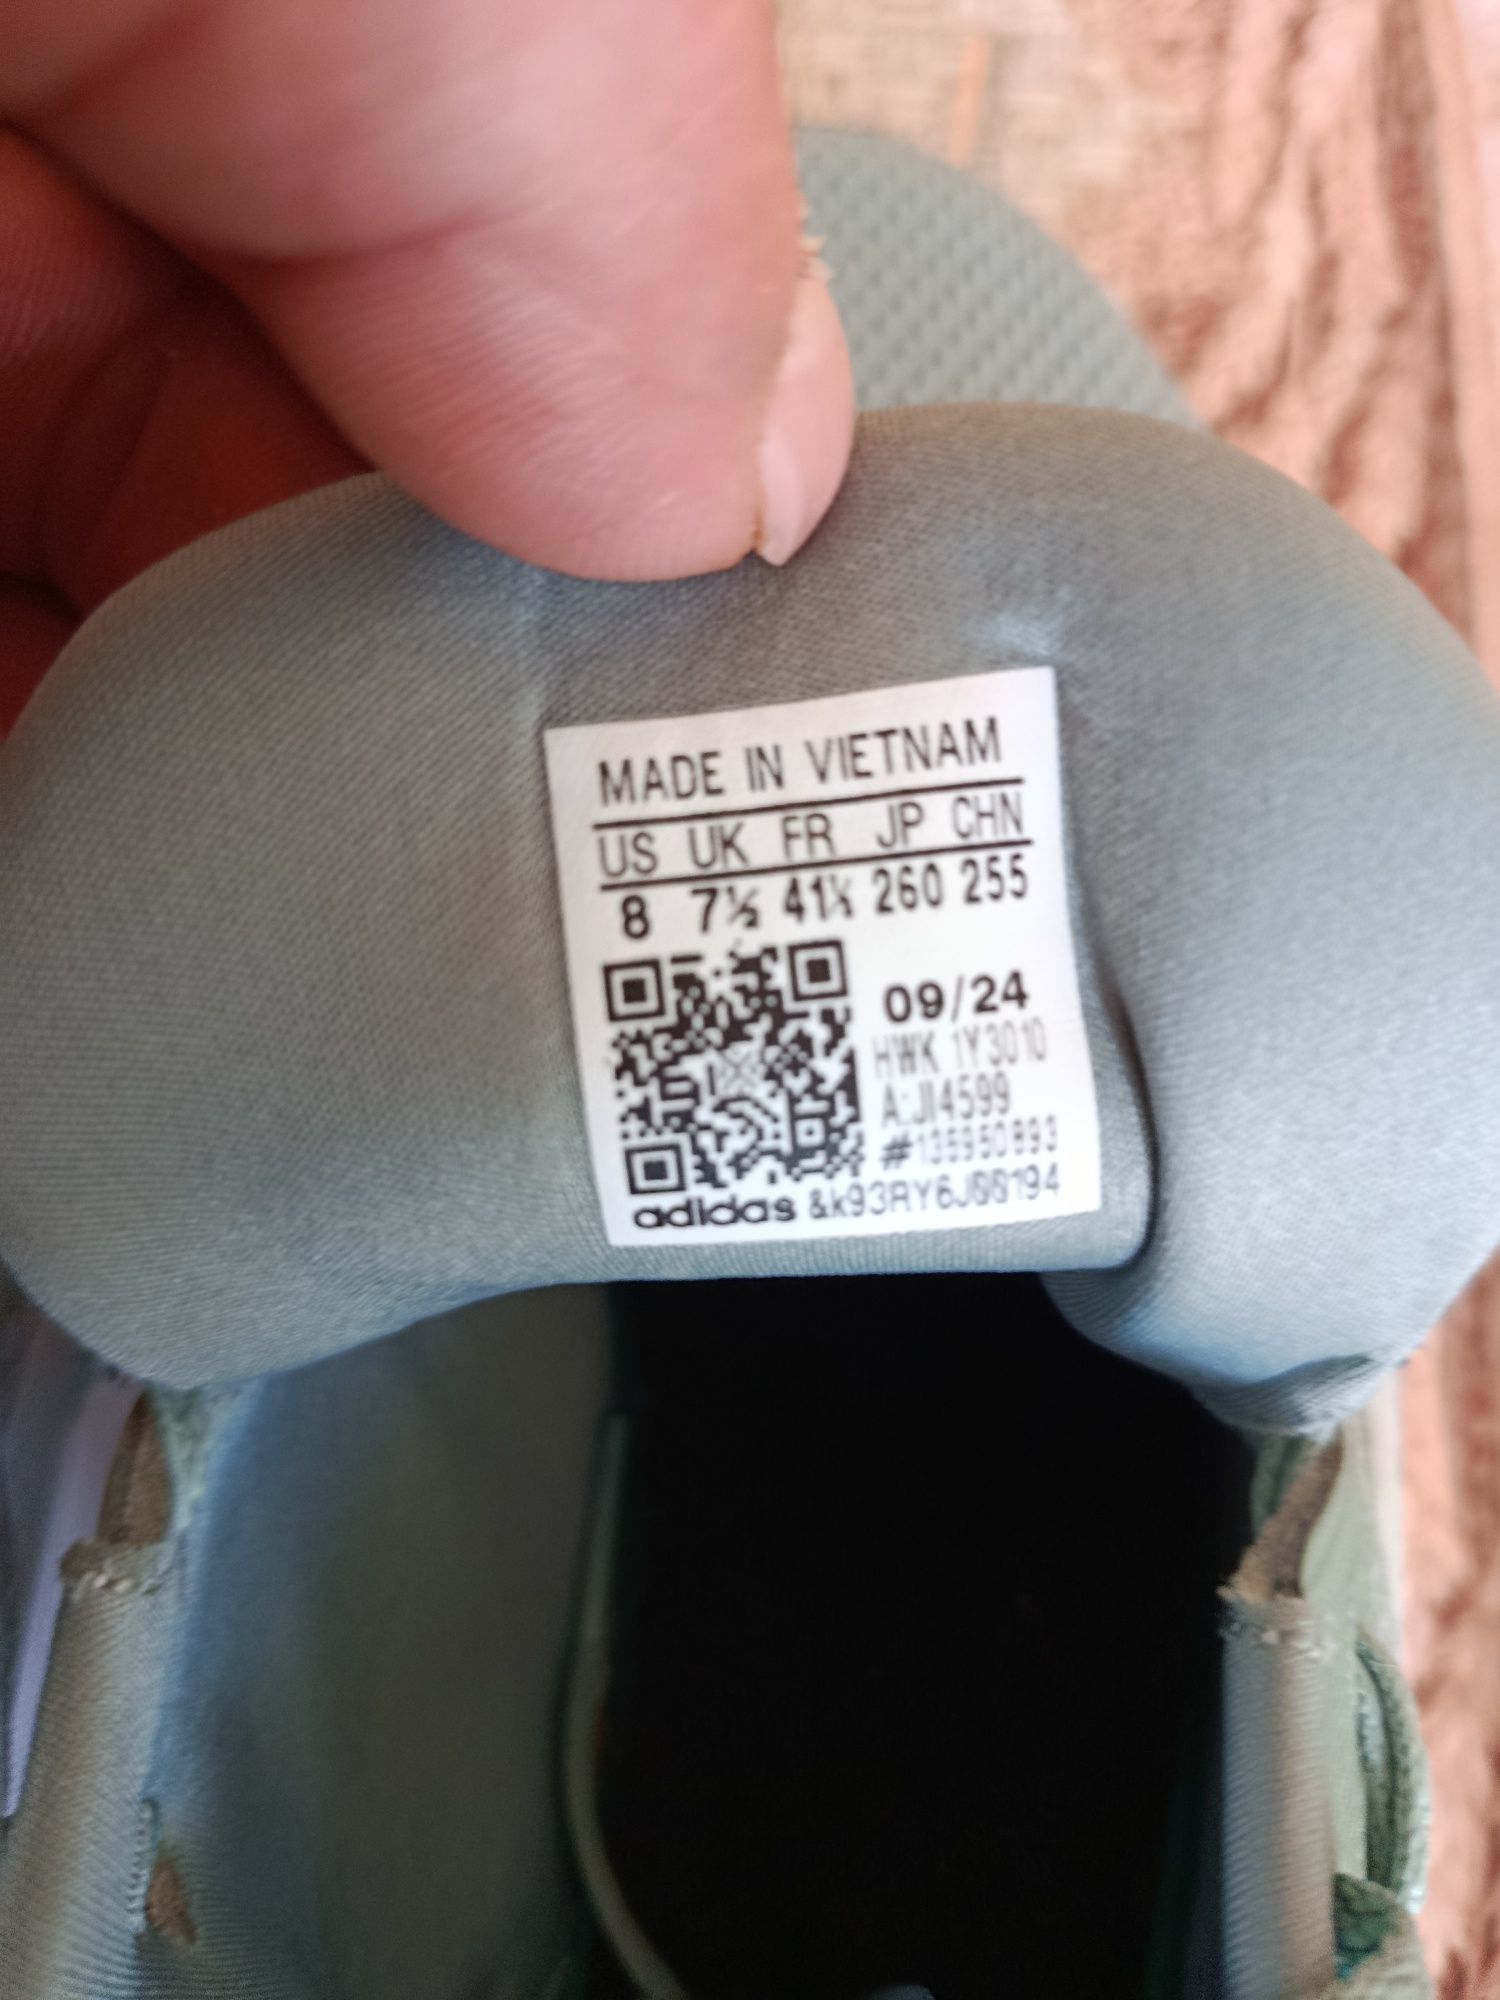 MADE IN VIETNAM
US UK FR JP CHN
8 7½ 41⅓ 260 255
09/24
HWK 1Y3010
A:JI4599
#135950893
adidas &k93RY6J00194